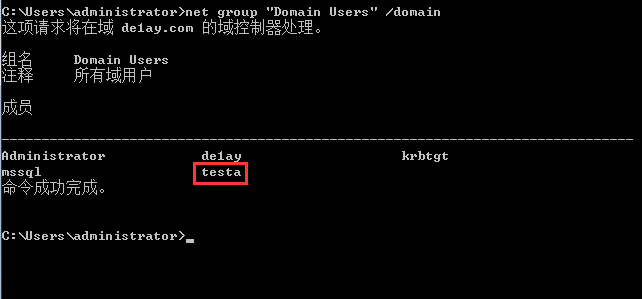 C:\Users\administrator>net group "Domain Users" /domain
这项请求将在域 de1ay.com 的域控制器处理。
组名     Domain Users
注释     所有域用户
成员
-------------------------------------------------------------------------------
Administrator            de1ay                    krbtgt
mssql                    testa
命令成功完成。
C:\Users\administrator>